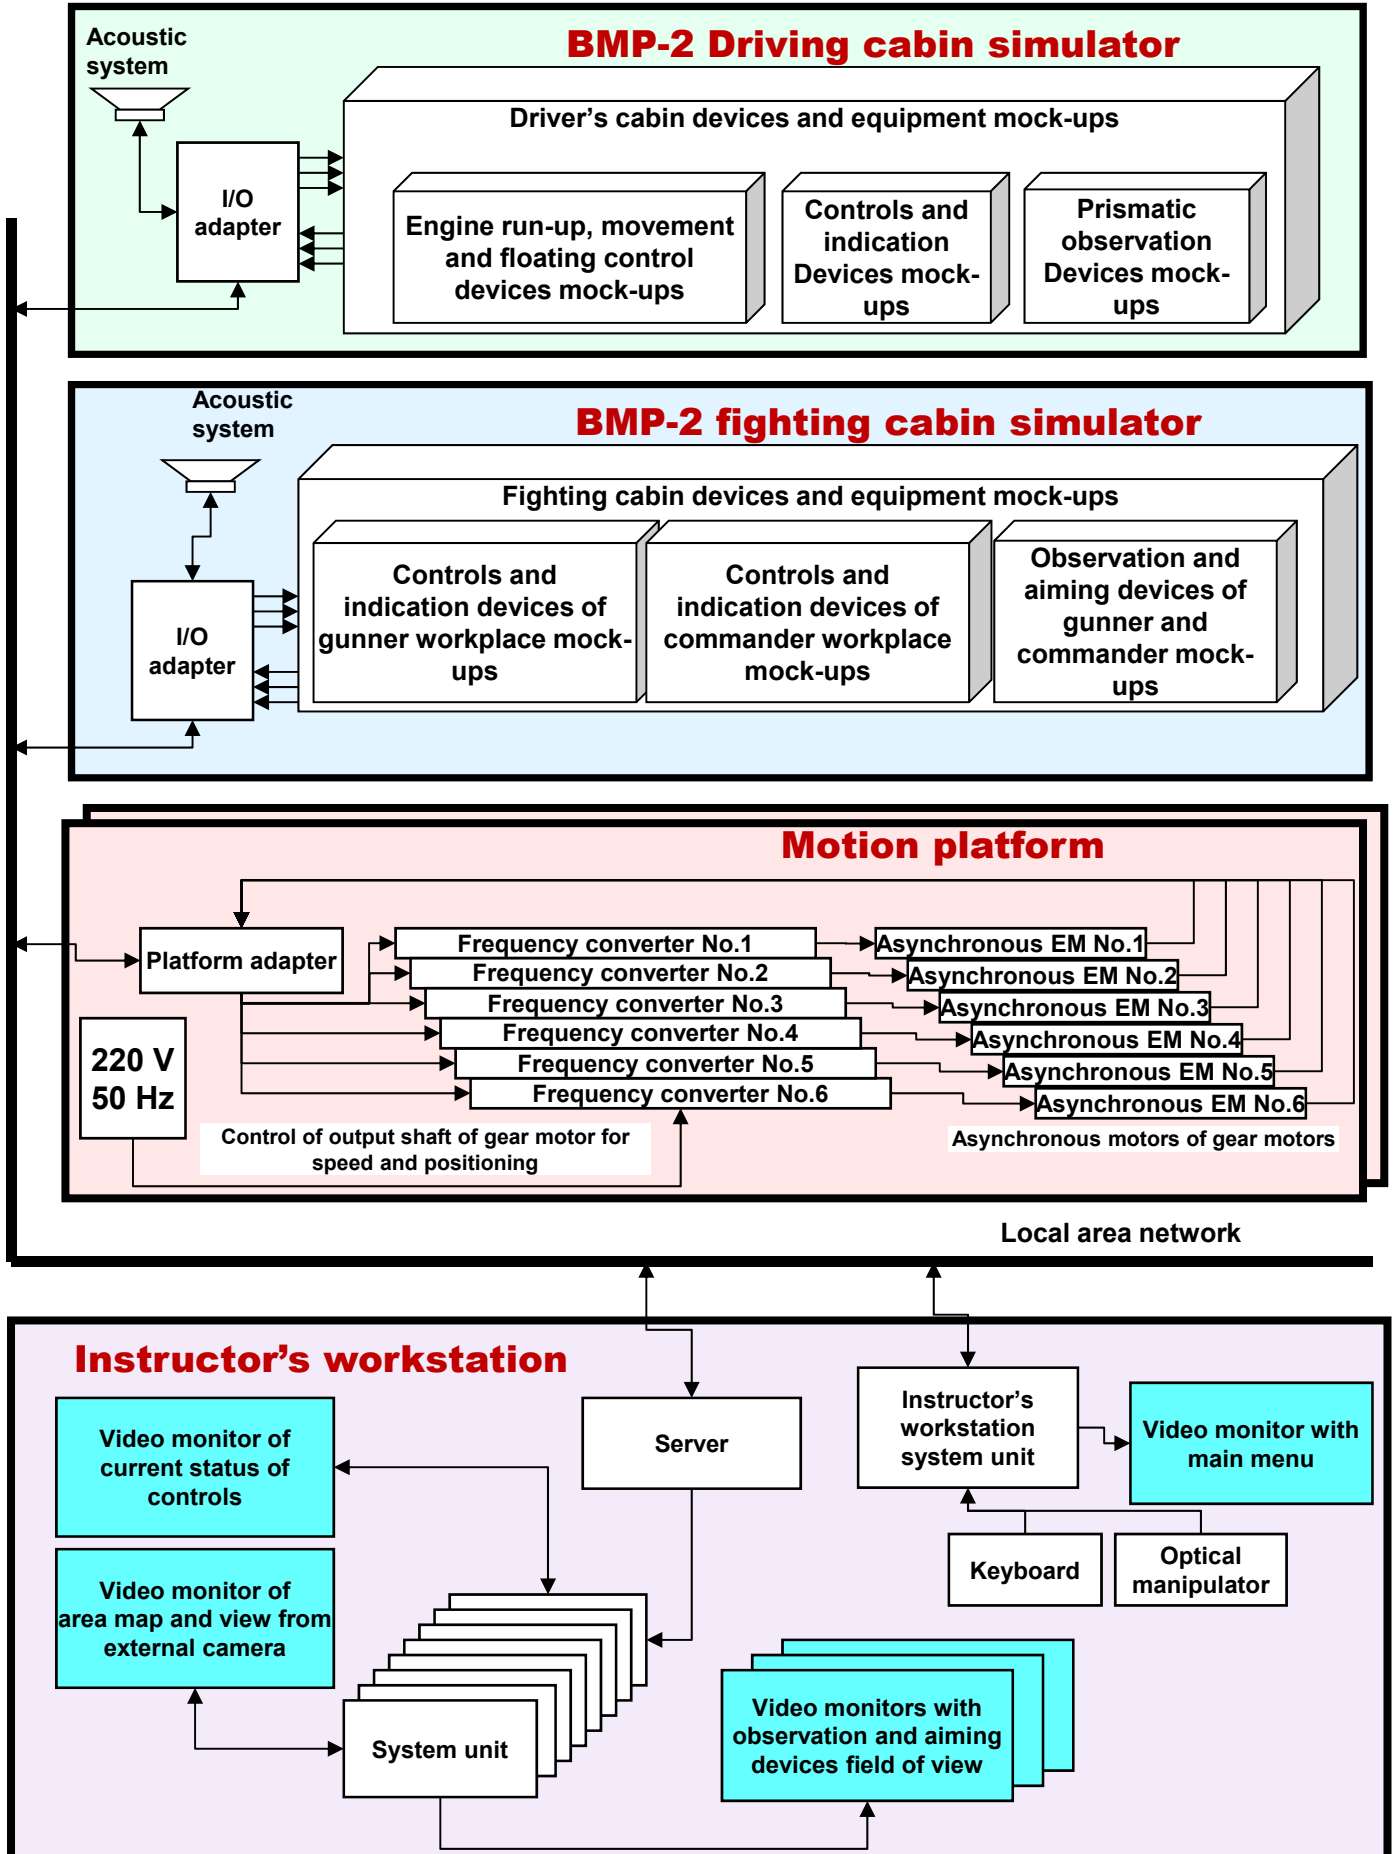 Acoustic
system
BMP-2 Driving cabin simulator
Driver's cabin devices and equipment mock-ups
I/O
adapter
Engine run-up, movement
and floating control
devices mock-ups
Controls and
indication
Devices mock-
ups
Prismatic
observation
Devices mock-
ups
Acoustic
system
BMP-2 fighting cabin simulator
Fighting cabin devices and equipment mock-ups
I/O
adapter
Controls and
indication devices of
gunner workplace mock-
ups
Controls and
indication devices of
commander workplace
mock-ups
Observation and
aiming devices of
gunner and
commander mock-
ups
Motion platform
Platform adapter
Frequency converter No.1
Frequency converter No.2
Frequency converter No.3
Frequency converter No.4
Frequency converter No.5
Frequency converter No.6
Asynchronous EM No.1
Asynchronous EM No.2
Asynchronous EM No.3
Asynchronous EM No.4
Asynchronous EM No.5
Asynchronous EM No.6
220 V
50 Hz
Control of output shaft of gear motor for
speed and positioning
Asynchronous motors of gear motors
Local area network
Instructor's workstation
Video monitor of
current status of
controls
Server
Instructor's
workstation
system unit
Video monitor with
main menu
Keyboard
Optical
manipulator
Video monitor of
area map and view from
external camera
System unit
Video monitors with
observation and aiming
devices field of view